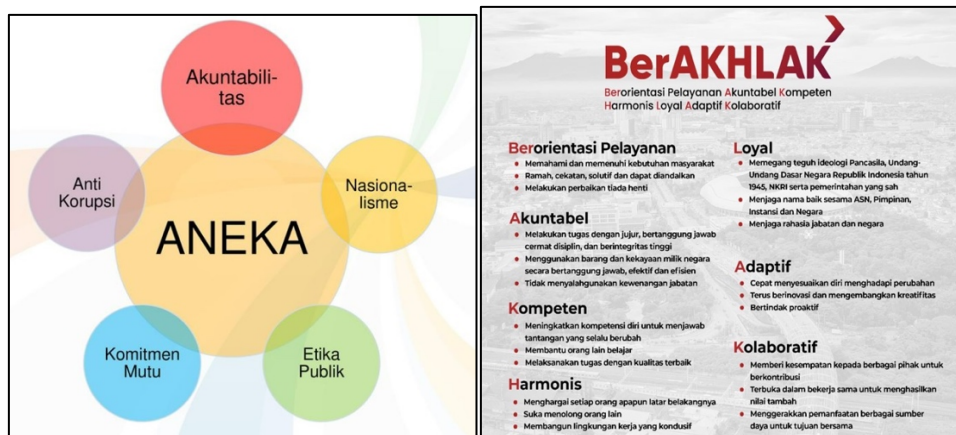 Akuntabili-
tas
Anti
Korupsi
Nasiona-
lisme
ANEKA
Komitmen
Mutu
Etika
Publik
BerAKHLAK
Berorientasi Pelayanan Akuntabel Kompeten
Harmonis Loyal Adaptif Kolaboratif
Berorientasi Pelayanan
Memahami dan memenuhi kebutuhan masyarakat
Ramah, cekatan, solutif dan dapat diandalkan
Melakukan perbaikan tiada henti
Akuntabel
Melakukan tugas dengan jujur, bertanggung jawab
cermat disiplin, dan berintegritas tinggi
Menggunakan barang dan kekayaan milik negara
secara bertanggung jawab, efektif dan efisien
Tidak menyalahgunakan kewenangan jabatan
Kompeten
Meningkatkan kompetensi diri untuk menjawab
tantangan yang selalu berubah
Membantu orang lain belajar
Melaksanakan tugas dengan kualitas terbaik
Harmonis
Menghargai setiap orang apapun latar belakangnya
Suka menolong orang lain
Membangun lingkungan kerja yang kondusif
Loyal
Memegang teguh ideologi Pancasila, Undang-
Undang Dasar Negara Republik Indonesia tahun
1945, NKRI serta pemerintahan yang sah
Menjaga nama baik sesama ASN, Pimpinan,
Instansi dan Negara
Menjaga rahasia jabatan dan negara
Adaptif
Cepat menyesuaikan diri menghadapi perubahan
Terus berinovasi dan mengembangkan kreafifitas
Bertindak proaktif
Kolaboratif
Memberi kesempatan kepada berbagai pihak untuk
berkontribusi
Terbuka dalam bekerja sama untuk menghasilkan
nilai tambah
Menggerakkan pemanfaatan berbagai sumber
daya untuk tujuan bersama